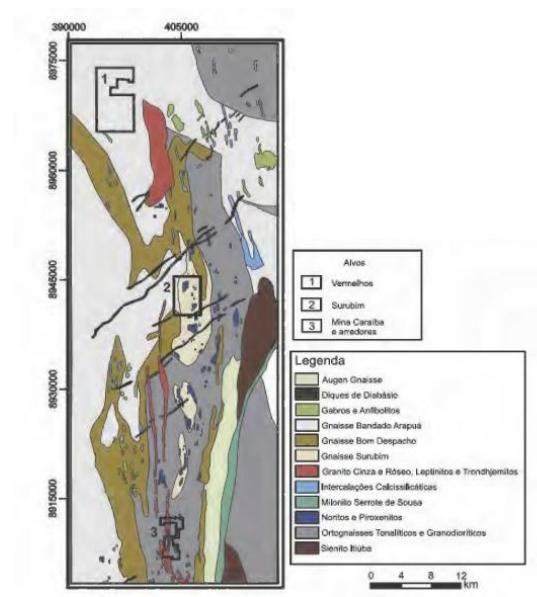 390000
405000
8975000
8960000
8945000
8930000
8915000
1
2
3
Alvos
1 Vermelhos
2 Surubim
3 Mina Caraíba
e arredores
Legenda
Augen Gnaisse
Diques de Diabásio
Gabros e Anfibolitos
Gnaisse Bandado Arapuá
Gnaisse Bom Despacho
Gnaisse Surubim
Granito Cinza e Róseo, Leptinitos e Trondhjemitos
Intercalações Calcissilicáticas
Milonito Serrote de Sousa
Noritos e Piroxenitos
Ortognaisses Tonalíticos e Granodioríticos
Sienito Itiúba
0 4 8 12
km